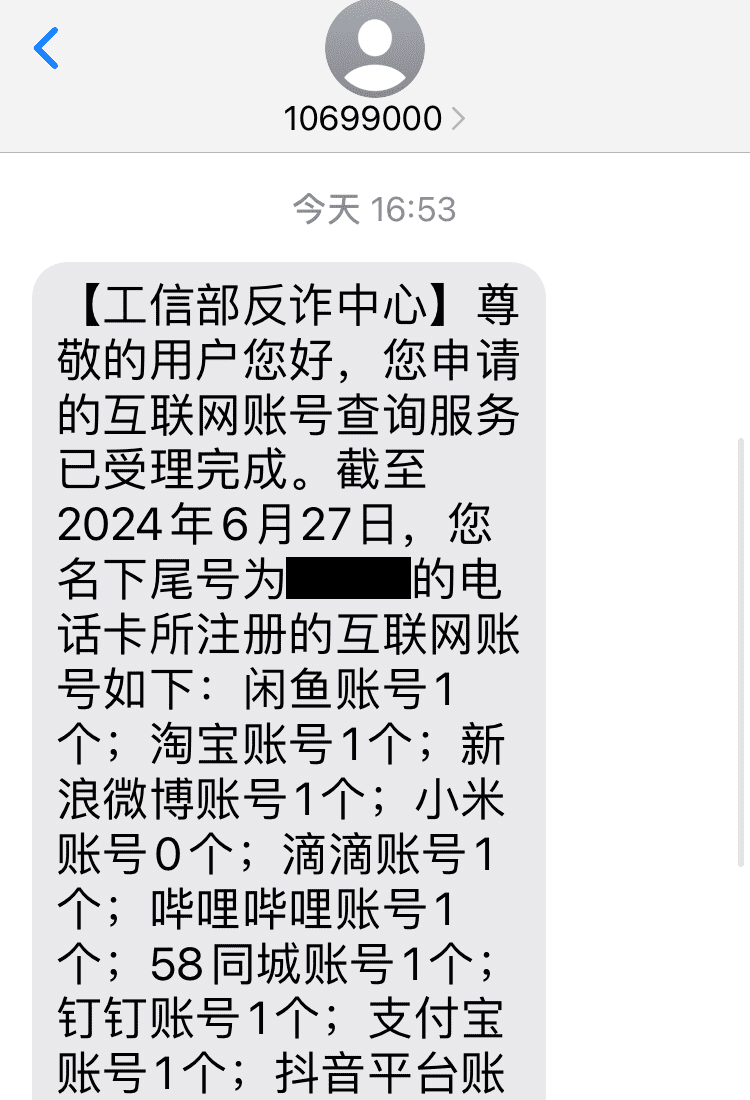 10699000
今天 16:53
【工信部反诈中心】尊
敬的用户您好，您申请
的互联网账号查询服务
已受理完成。截至
2024年6月27日，您
名下尾号为的电
话卡所注册的互联网账
号如下：闲鱼账号1
个；淘宝账号1个；新
浪微博账号1个；小米
账号0个；滴滴账号1
个；哔哩哔哩账号1
个；58同城账号1个；
钉钉账号1个；支付宝
账号1个；抖音平台账